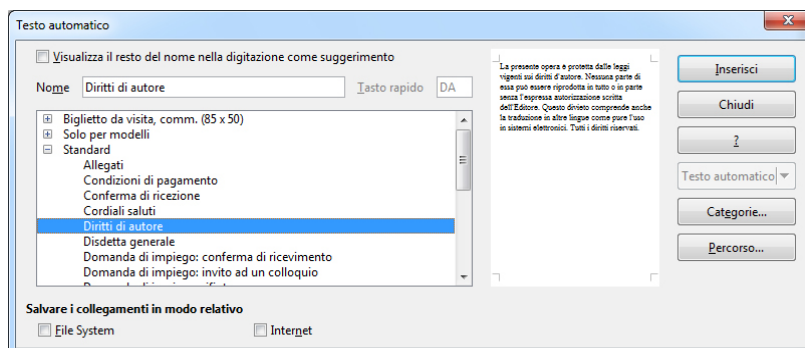 Testo automatico
Visualizza il resto del nome nella digitazione come suggerimento
Nome Diritti di autore Tasto rapido DA
Biglietto da visita, comm. (85 x 50)
Solo per modelli
Standard
Allegati
Condizioni di pagamento
Conferma di ricezione
Cordiali saluti
Diritti di autore
Disdetta generale
Domanda di impiego: conferma di ricevimento
Domanda di impiego: invito ad un colloquio
La presente opera è protetta dalle leggi
vigenti sui diritti d'autore. Nessuna parte di
essa può essere riprodotta in tutto o in parte
senza l'espressa autorizzazione scritta
dell'Editore. Questo divieto comprende anche
la traduzione in altre lingue come pure l'uso
in sistemi elettronici. Tutti i diritti riservati.
Inserisci
Chiudi
?
Testo automatico
Categorie...
Percorso...
Salvare i collegamenti in modo relativo
File System Internet